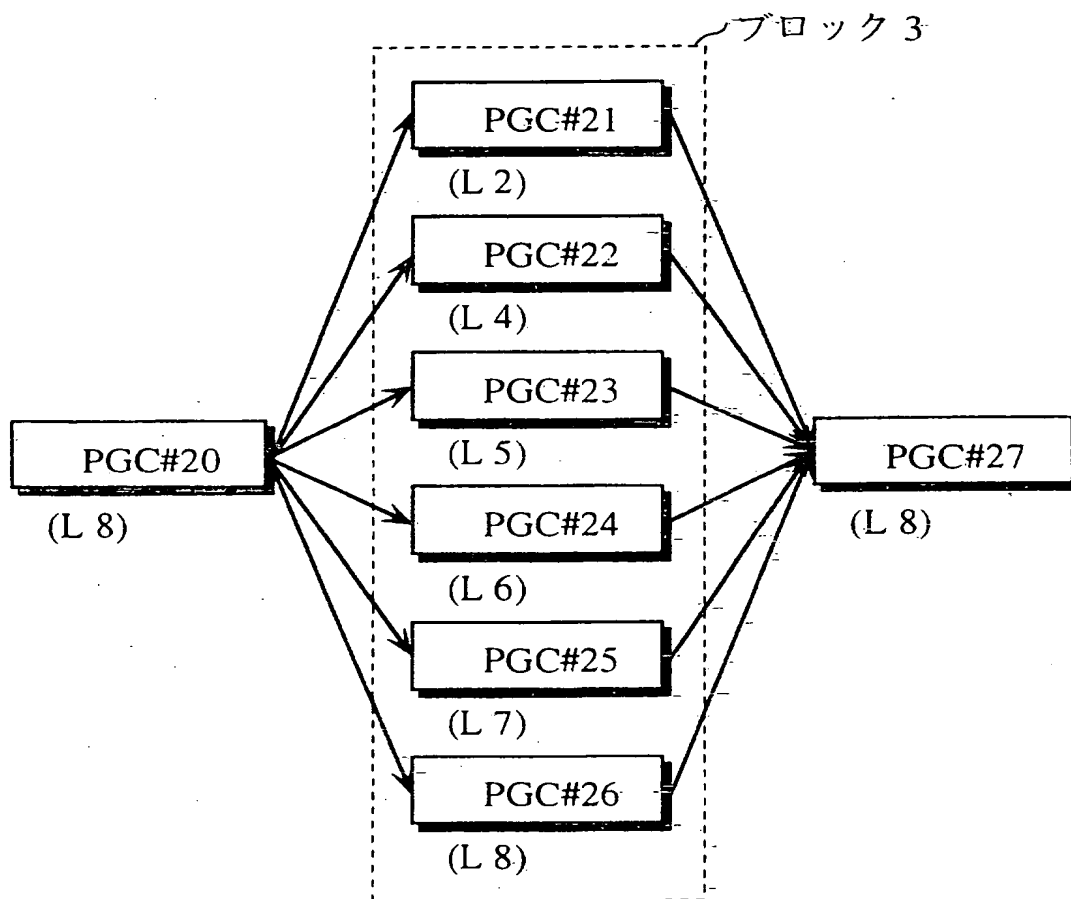 ブロック 3
PGC#21
(L 2)
PGC#22
(L 4)
PGC#23
(L 5)
PGC#20
(L 8)
PGC#27
(L 8)
PGC#24
(L 6)
PGC#25
(L 7)
PGC#26
(L 8)